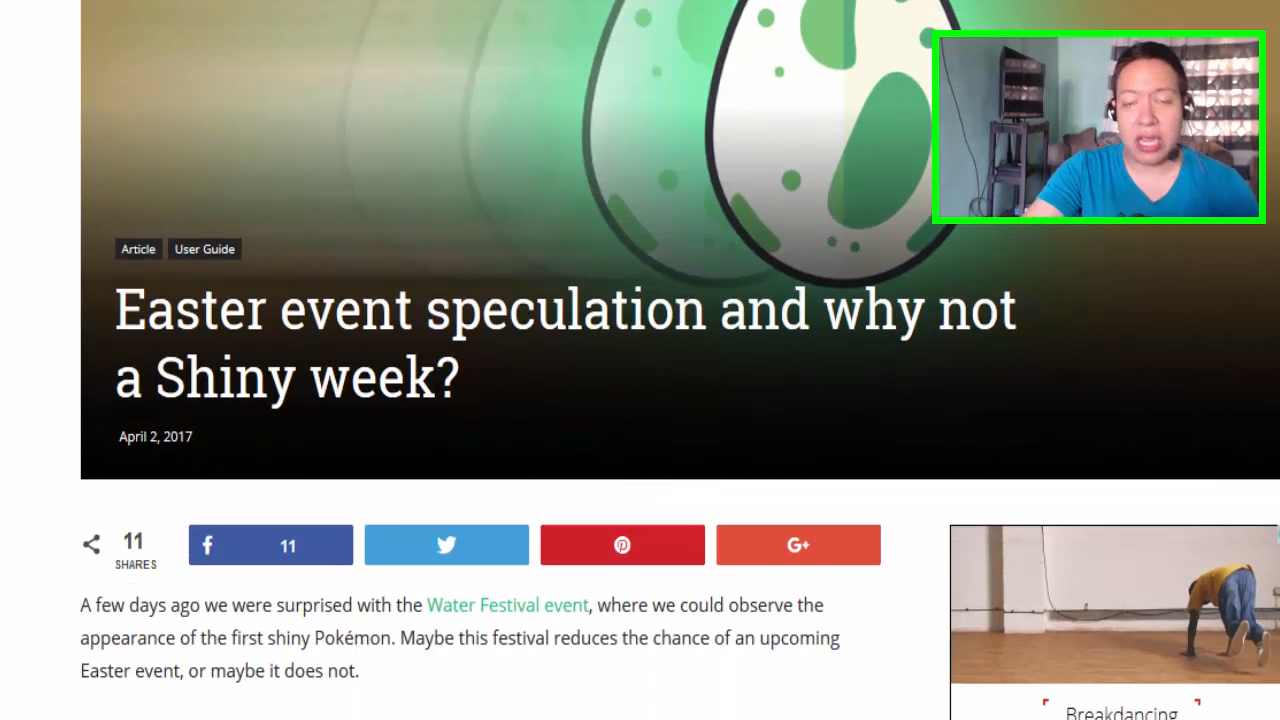 Article User Guide
Easter event speculation and why not
a Shiny week?
April 2, 2017
11
SHARES
11
G+
A few days ago we were surprised with the Water Festival event, where we could observe the
appearance of the first shiny Pokémon. Maybe this festival reduces the chance of an upcoming
Easter event, or maybe it does not.
Breakdancing